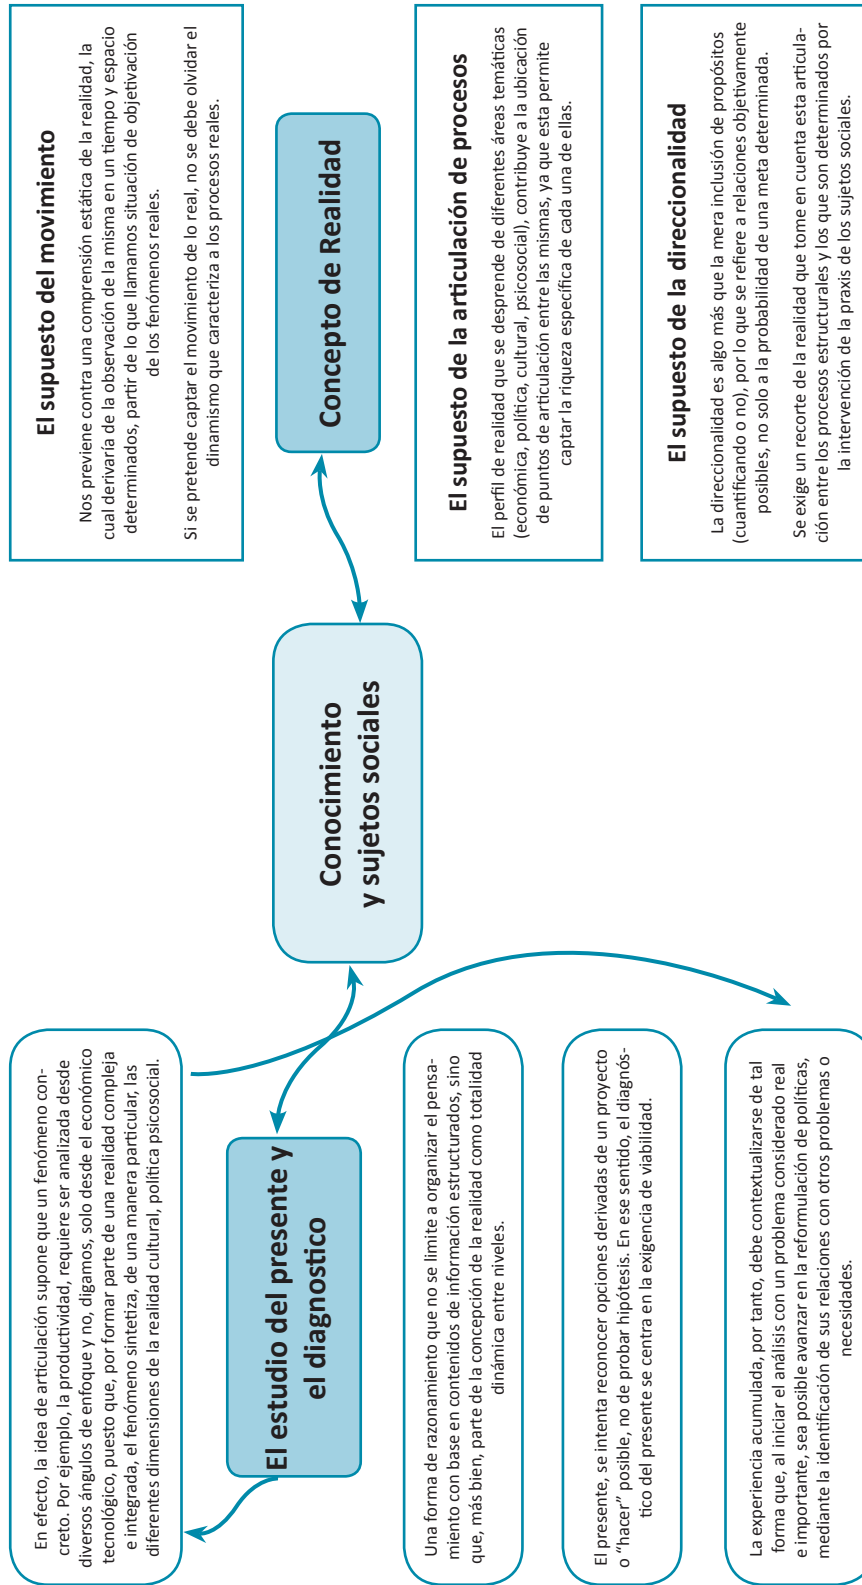 En efecto, la idea de articulación supone que un fenómeno con-
creto. Por ejemplo, la productividad, requiere ser analizada desde
diversos ángulos de enfoque y no, digamos, solo desde el económico
tecnológico, puesto que, por formar parte de una realidad compleja
e integrada, el fenómeno sintetiza, de una manera particular, las
diferentes dimensiones de la realidad cultural, política psicosocial.
El estudio del presente y
el diagnostico
Una forma de razonamiento que no se limite a organizar el pensa-
miento con base en contenidos de información estructurados, sino
que, más bien, parte de la concepción de la realidad como totalidad
dinámica entre niveles.
El presente, se intenta reconocer opciones derivadas de un proyecto
o “hacer” posible, no de probar hipótesis. En ese sentido, el diagnós-
tico del presente se centra en la exigencia de viabilidad.
La experiencia acumulada, por tanto, debe contextualizarse de tal
forma que, al iniciar el análisis con un problema considerado real
e importante, sea posible avanzar en la reformulación de políticas,
mediante la identificación de sus relaciones con otros problemas o
necesidades.
Conocimiento
y sujetos sociales
El supuesto del movimiento
Nos previene contra una comprensión estática de la realidad, la
cual derivaría de la observación de la misma en un tiempo y espacio
determinados, partir de lo que llamamos situación de objetivación
de los fenómenos reales.
Si se pretende captar el movimiento de lo real, no se debe olvidar el
dinamismo que caracteriza a los procesos reales.
Concepto de Realidad
El supuesto de la articulación de procesos
El perfil de realidad que se desprende de diferentes áreas temáticas
(económica, política, cultural, psicosocial), contribuye a la ubicación
de puntos de articulación entre las mismas, ya que esta permite
captar la riqueza específica de cada una de ellas.
El supuesto de la direccionalidad
La direccionalidad es algo más que la mera inclusión de propósitos
(cuantificando o no), por lo que se refiere a relaciones objetivamente
posibles, no solo a la probabilidad de una meta determinada.
Se exige un recorte de la realidad que tome en cuenta esta articula-
ción entre los procesos estructurales y los que son determinados por
la intervención de la praxis de los sujetos sociales.